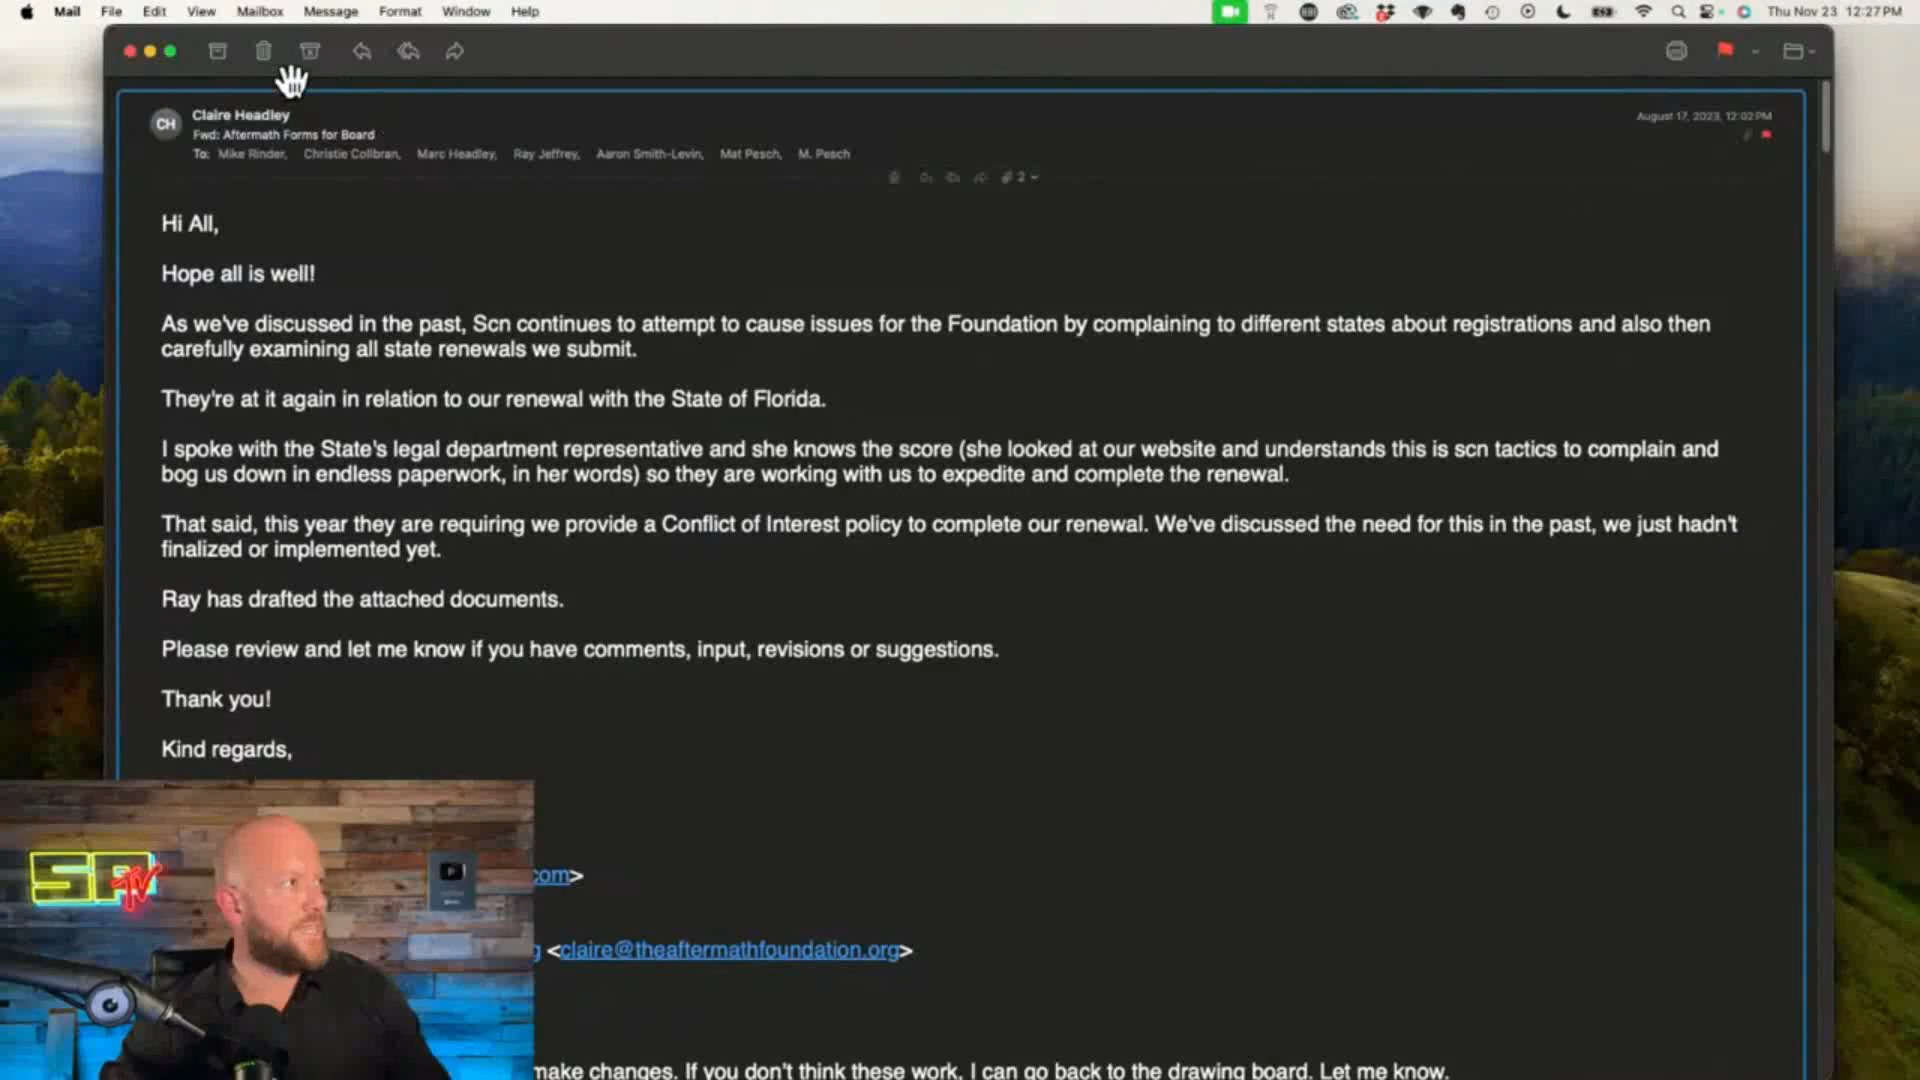 Mail File Edit View Mailbox Message Format Window Help Thu Nov 23 12:27 PM
CH Claire Headley August 17, 2023, 12:02 PM
Fwd: Aftermath Forms for Board
To: Mike Rinder, Christie Collbran, Marc Headley, Ray Jeffrey, Aaron Smith-Levin, Mat Pesch, M. Pesch
2
Hi All,
Hope all is well!
As we've discussed in the past, Scn continues to attempt to cause issues for the Foundation by complaining to different states about registrations and also then
carefully examining all state renewals we submit.
They're at it again in relation to our renewal with the State of Florida.
I spoke with the State's legal department representative and she knows the score (she looked at our website and understands this is scn tactics to complain and
bog us down in endless paperwork, in her words) so they are working with us to expedite and complete the renewal.
That said, this year they are requiring we provide a Conflict of Interest policy to complete our renewal. We've discussed the need for this in the past, we just hadn't
finalized or implemented yet.
Ray has drafted the attached documents.
Please review and let me know if you have comments, input, revisions or suggestions.
Thank you!
Kind regards,
SP TV
com>
g <claire@theaftermathfoundation.org>
make changes. If you don't think these work, I can go back to the drawing board. Let me know.